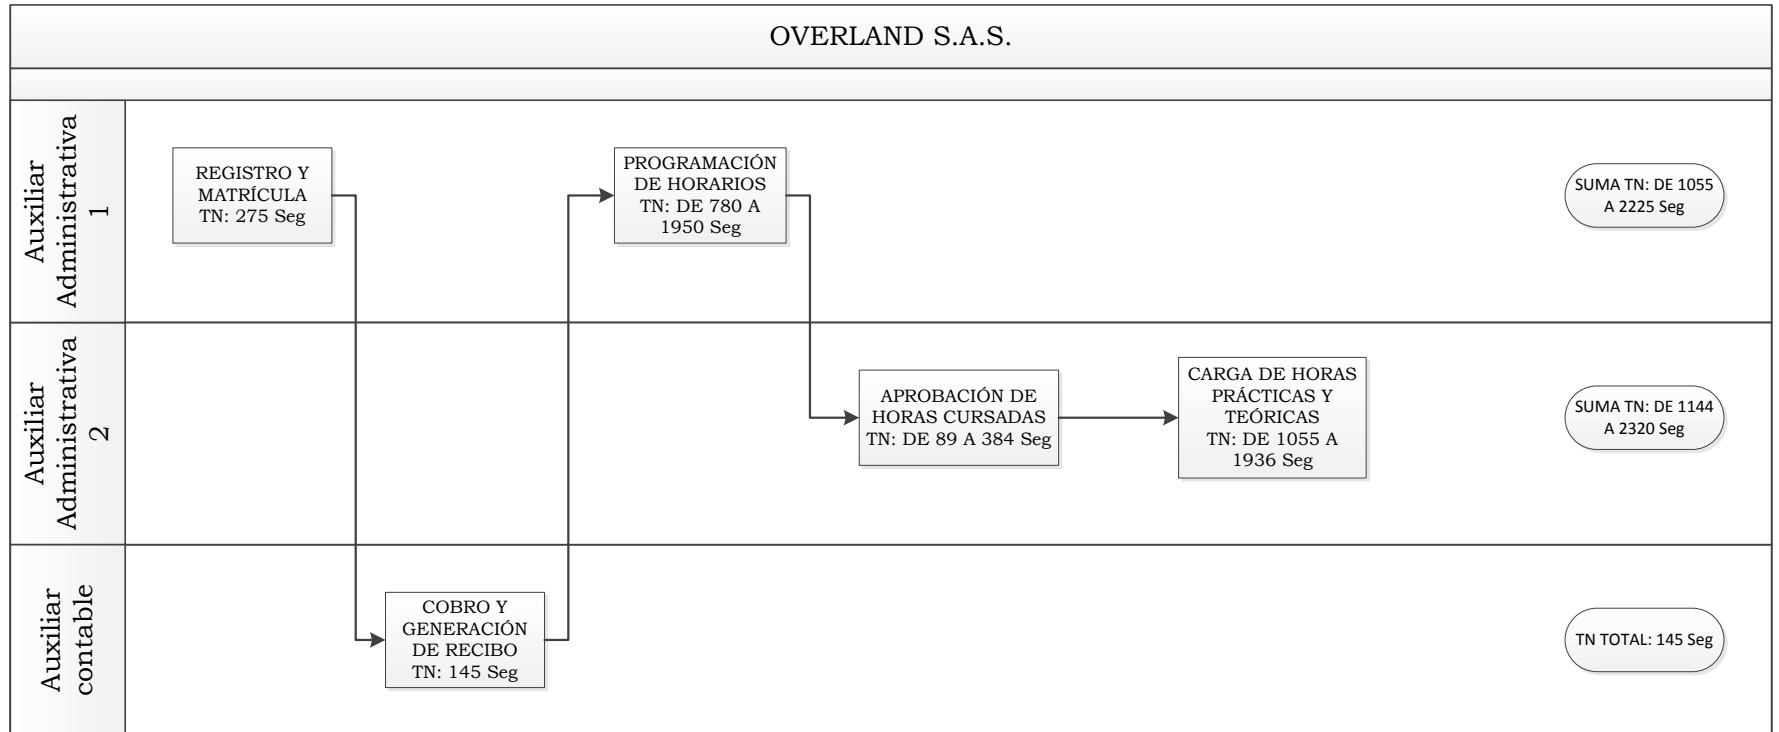 OVERLAND S.A.S.
Auxiliar
Administrativa
1
REGISTRO Y
MATRÍCULA
TN: 275 Seg
PROGRAMACIÓN
DE HORARIOS
TN: DE 780 A
1950 Seg
SUMA TN: DE 1055
A 2225 Seg
Auxiliar
Administrativa
2
APROBACIÓN DE
HORAS CURSADAS
TN: DE 89 A 384 Seg
CARGA DE HORAS
PRÁCTICAS Y
TEÓRICAS
TN: DE 1055 A
1936 Seg
SUMA TN: DE 1144
A 2320 Seg
Auxiliar
contable
COBRO Y
GENERACIÓN
DE RECIBO
TN: 145 Seg
TN TOTAL: 145 Seg